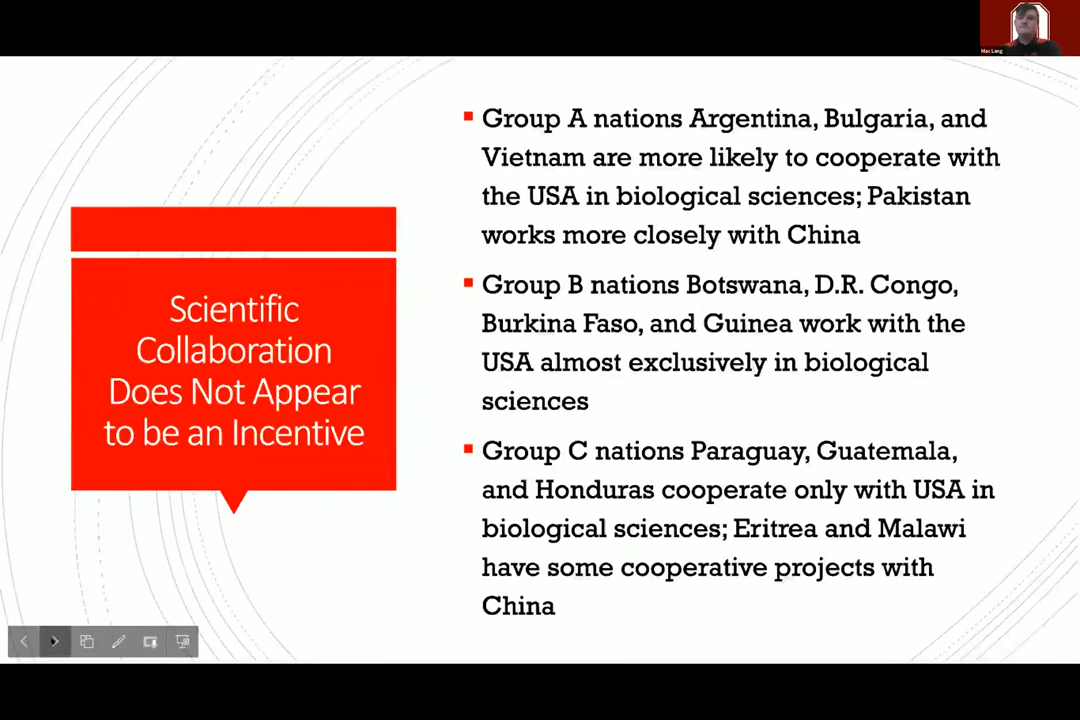 Mac Lang
Scientific
Collaboration
Does Not Appear
to be an Incentive
Group A nations Argentina, Bulgaria, and
Vietnam are more likely to cooperate with
the USA in biological sciences; Pakistan
works more closely with China
Group B nations Botswana, D.R. Congo,
Burkina Faso, and Guinea work with the
USA almost exclusively in biological
sciences
Group C nations Paraguay, Guatemala,
and Honduras cooperate only with USA in
biological sciences; Eritrea and Malawi
have some cooperative projects with
China